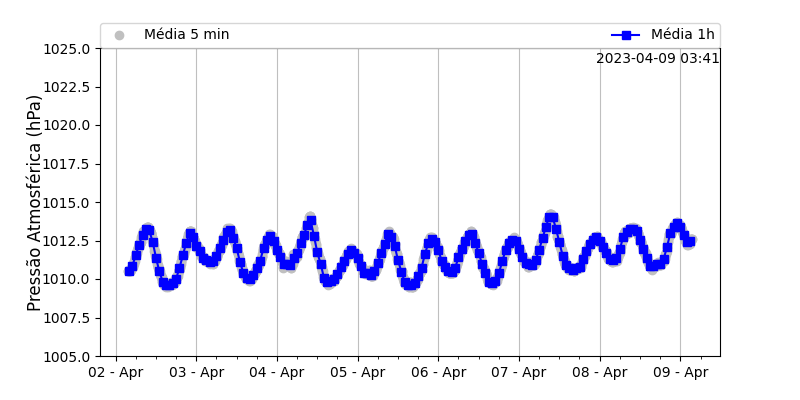 Média 5 min
Média 1h
2023-04-09 03:41
Pressão Atmosférica (hPa)
1025.0
1022.5
1020.0
1017.5
1015.0
1012.5
1010.0
1007.5
1005.0
02 - Apr
03 - Apr
04 - Apr
05 - Apr
06 - Apr
07 - Apr
08 - Apr
09 - Apr